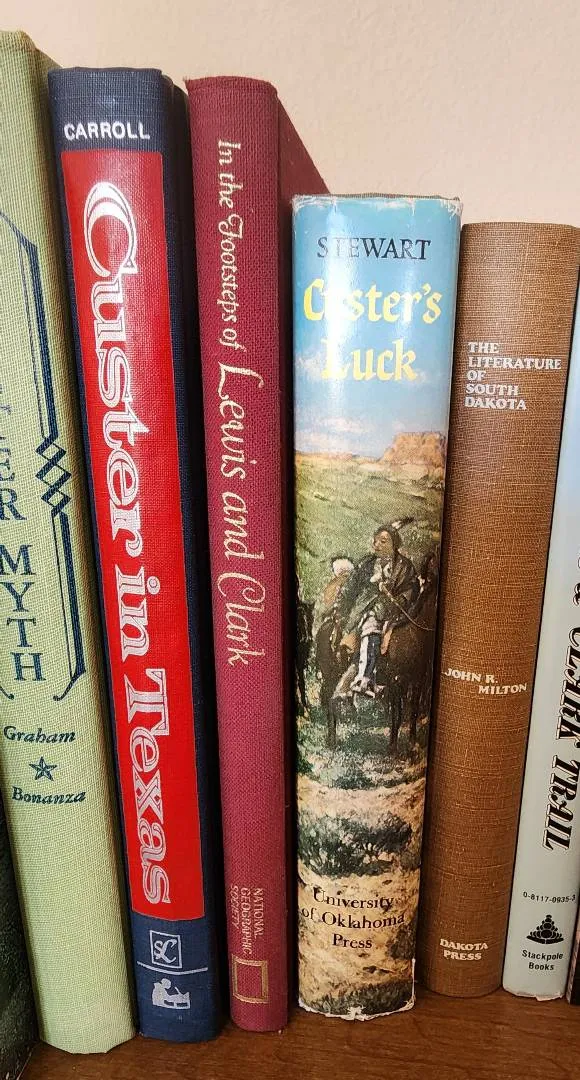 MYTH
Graham
Bonanza
CARROLL
Custer in Texas
SL
In the Footsteps of Lewis and Clark
NATIONAL
GEOGRAPHIC
SOCIETY
STEWART
Custer's
Luck
University
of Oklahoma
Press
THE
LITERATURE
OF
SOUTH
DAKOTA
JOHN R.
MILTON
DAKOTA
PRESS
CLARK TRAIL
0-8117-0935-3
Stackpole
Books